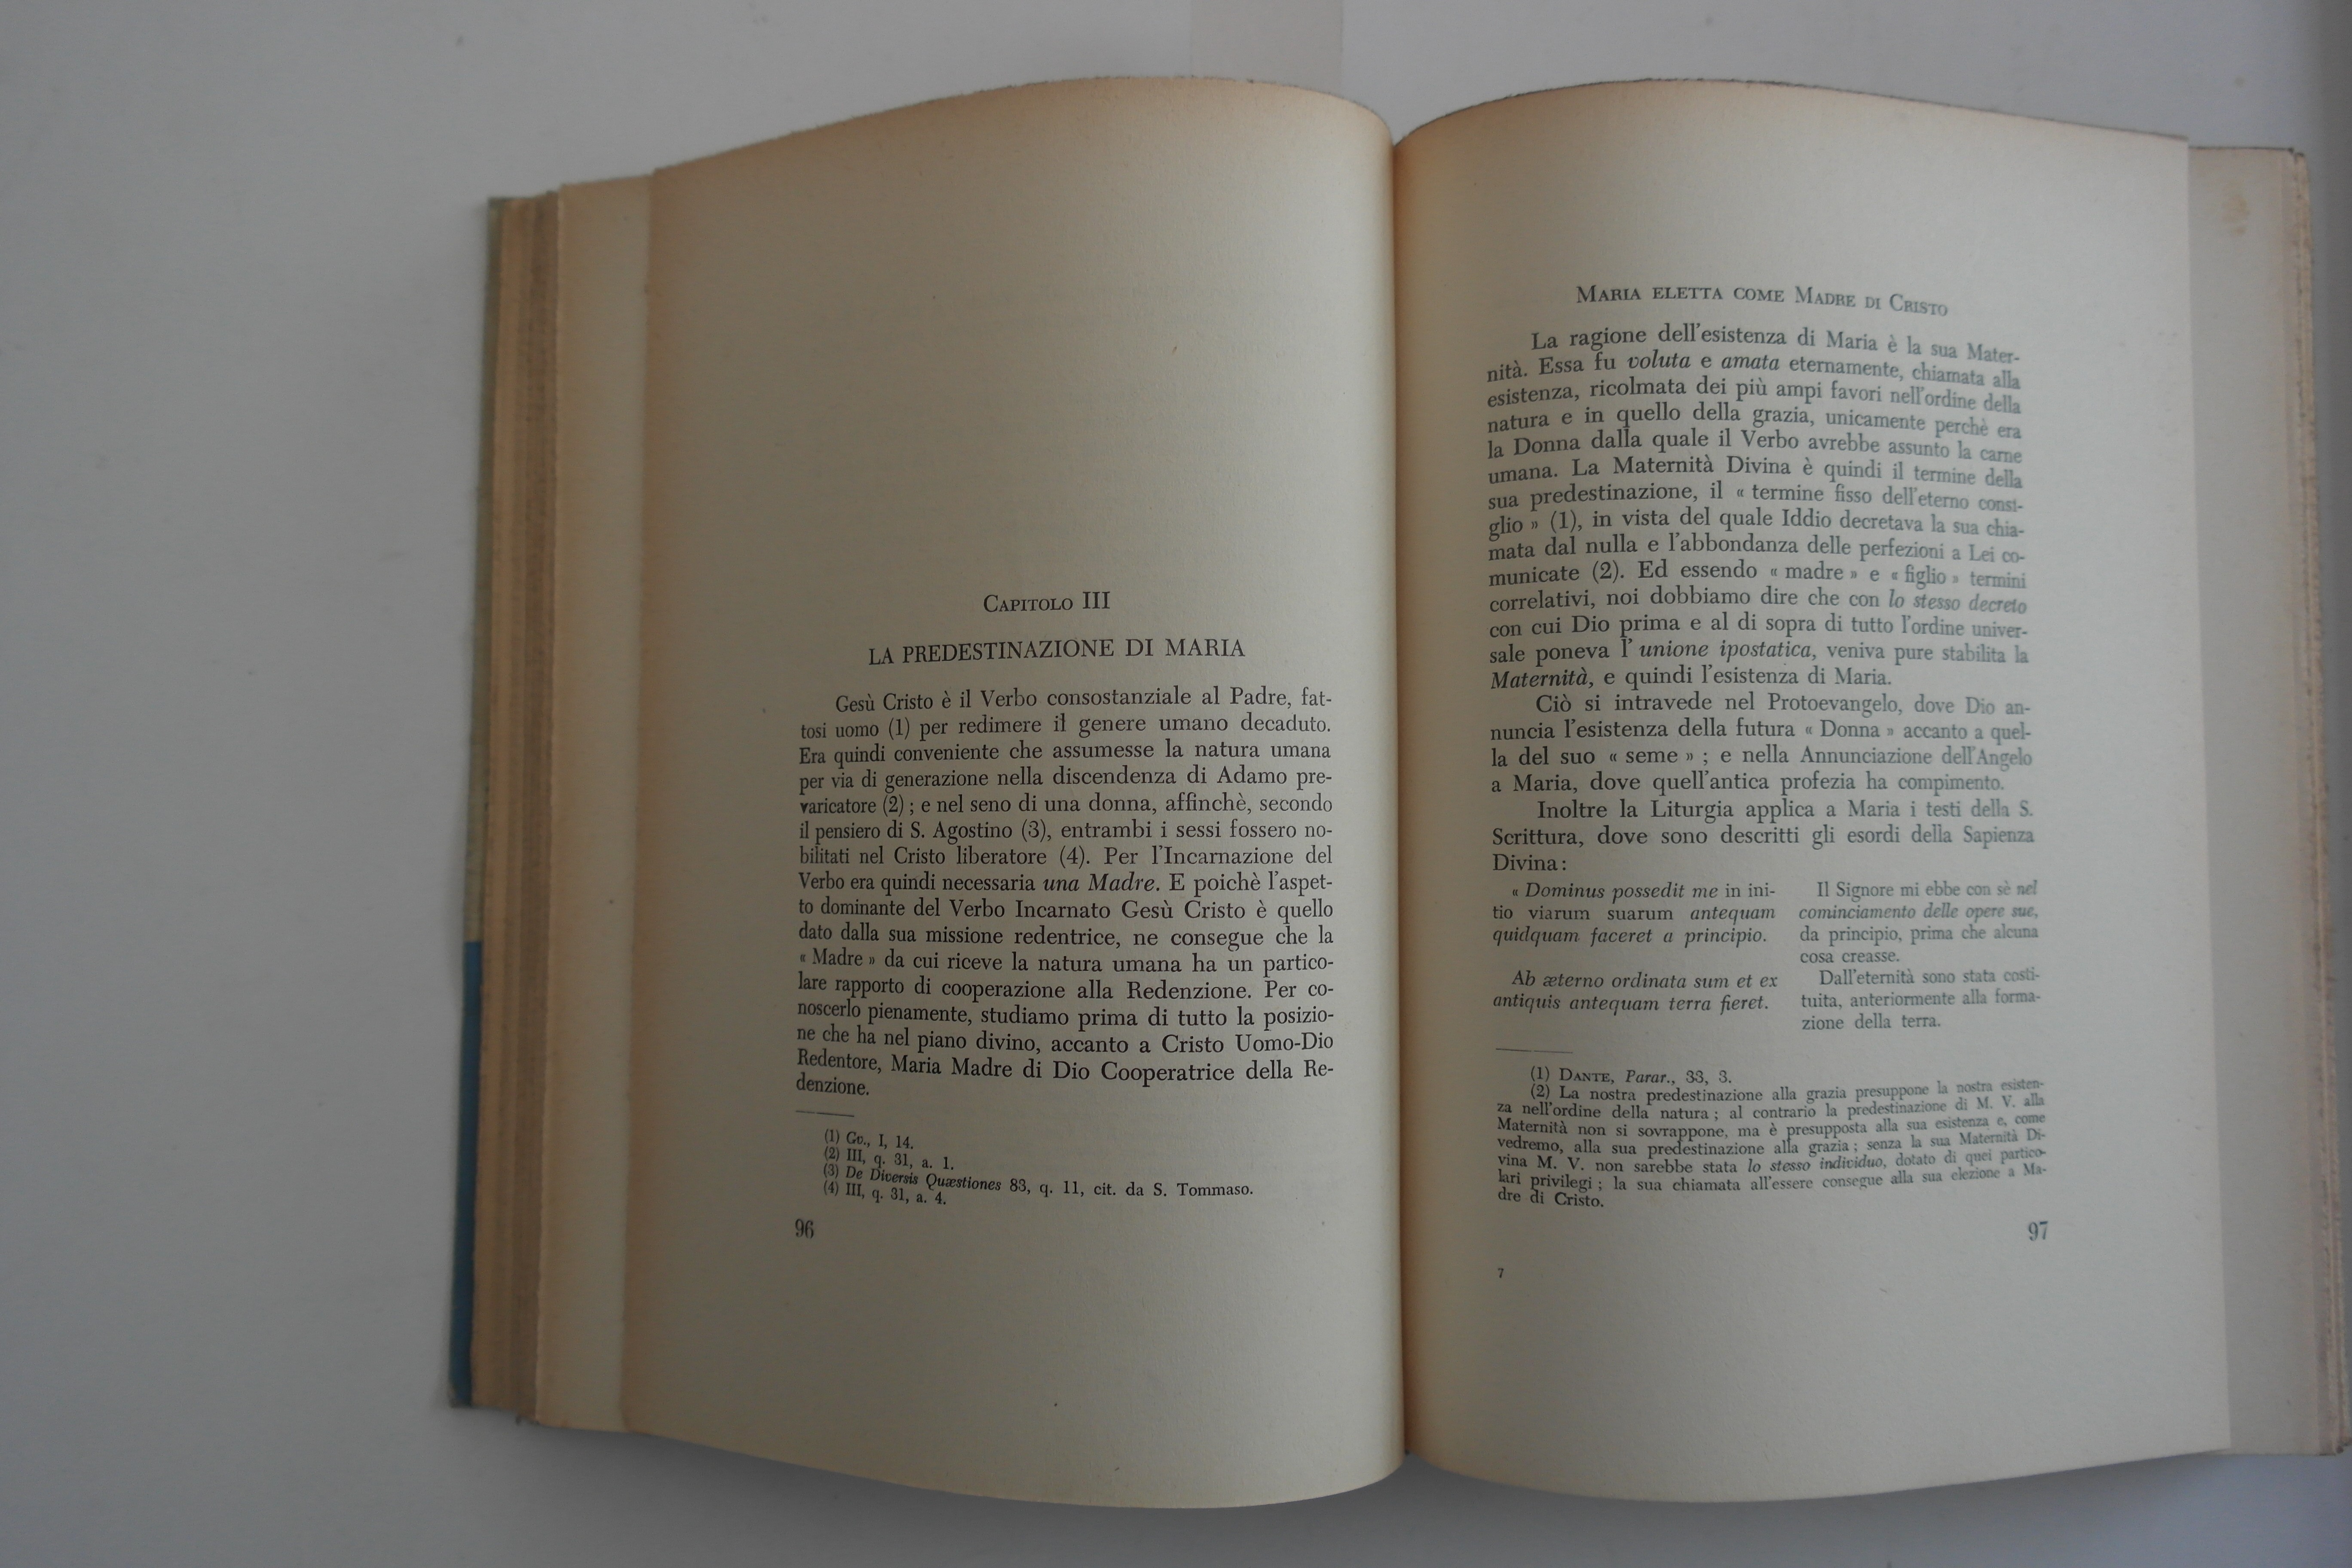 Capitolo III
LA PREDESTINAZIONE DI MARIA
Gesù Cristo è il Verbo consostanziale al Padre, fat-
tosi uomo (1) per redimere il genere umano decaduto.
Era quindi conveniente che assumesse la natura umana
per via di generazione nella discendenza di Adamo pre-
varicatore (2) ; e nel seno di una donna, affinchè, secondo
il pensiero di S. Agostino (3), entrambi i sessi fossero no-
bilitati nel Cristo liberatore (4). Per l'Incarnazione del
Verbo era quindi necessaria una Madre. E poichè l'aspet-
to dominante del Verbo Incarnato Gesù Cristo è quello
dato dalla sua missione redentrice, ne consegue che la
« Madre » da cui riceve la natura umana ha un partico-
lare rapporto di cooperazione alla Redenzione. Per co-
noscerlo pienamente, studiamo prima di tutto la posizio-
ne che ha nel piano divino, accanto a Cristo Uomo-Dio
Redentore, Maria Madre di Dio Cooperatrice della Re-
denzione.
(1) Gv., I, 14.
(2) III, q. 31, a. 1.
(3) De Diversis Quæstiones 83, q. 11, cit. da S. Tommaso.
(4) III, q. 31, a. 4.
96
Maria eletta come Madre di Cristo
La ragione dell'esistenza di Maria è la sua Mater-
nità. Essa fu voluta e amata eternamente, chiamata alla
esistenza, ricolmata dei più ampi favori nell'ordine della
natura e in quello della grazia, unicamente perchè era
la Donna dalla quale il Verbo avrebbe assunto la carne
umana. La Maternità Divina è quindi il termine della
sua predestinazione, il « termine fisso dell'eterno consi-
glio » (1), in vista del quale Iddio decretava la sua chia-
mata dal nulla e l'abbondanza delle perfezioni a Lei co-
municate (2). Ed essendo « madre » e « figlio » termini
correlativi, noi dobbiamo dire che con lo stesso decreto
con cui Dio prima e al di sopra di tutto l'ordine univer-
sale poneva l' unione ipostatica, veniva pure stabilita la
Maternità, e quindi l'esistenza di Maria.
Ciò si intravede nel Protoevangelo, dove Dio an-
nuncia l'esistenza della futura « Donna » accanto a quel-
la del suo « seme » ; e nella Annunciazione dell'Angelo
a Maria, dove quell'antica profezia ha compimento.
Inoltre la Liturgia applica a Maria i testi della S.
Scrittura, dove sono descritti gli esordi della Sapienza
Divina :
« Dominus possedit me in ini-
tio viarum suarum antequam
quidquam faceret a principio.
Ab æterno ordinata sum et ex
antiquis antequam terra fieret.
Il Signore mi ebbe con sè nel
cominciamento delle opere sue,
da principio, prima che alcuna
cosa creasse.
Dall'eternità sono stata costi-
tuita, anteriormente alla forma-
zione della terra.
(1) Dante, Parar., 33, 3.
(2) La nostra predestinazione alla grazia presuppone la nostra esisten-
za nell'ordine della natura ; al contrario la predestinazione di M. V. alla
Maternità non si sovrappone, ma è presupposta alla sua esistenza e, come
vedremo, alla sua predestinazione alla grazia ; senza la sua Maternità Di-
vina M. V. non sarebbe stata lo stesso individuo, dotato di quei partico-
lari privilegi ; la sua chiamata all'essere consegue alla sua elezione a Ma-
dre di Cristo.
97
7